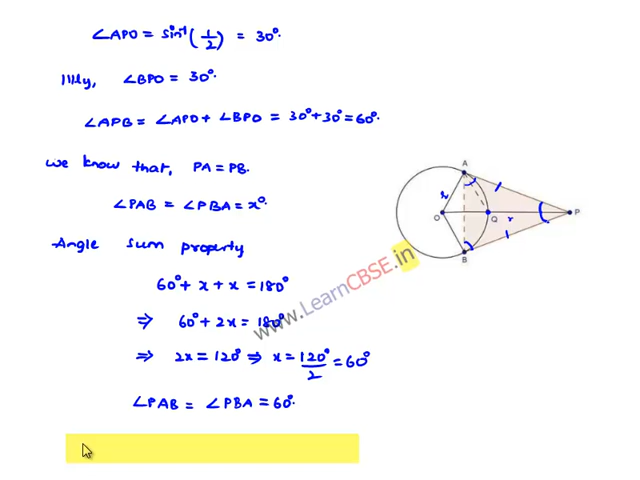 ∠APO = sin⁻¹(1/2) = 30°.
lllly, ∠BPO = 30°.
∠APB = ∠APO + ∠BPO = 30°+30°=60°.
we know that, PA = PB.
∠PAB = ∠PBA = x°.
Angle sum property
60°+ x + x = 180°
⇒ 60°+ 2x = 180°
⇒ 2x = 120° ⇒ x = 120°/2 = 60°
∠PAB = ∠PBA = 60°.
A
r
O
Q
r
P
B
www.LearnCBSE.in